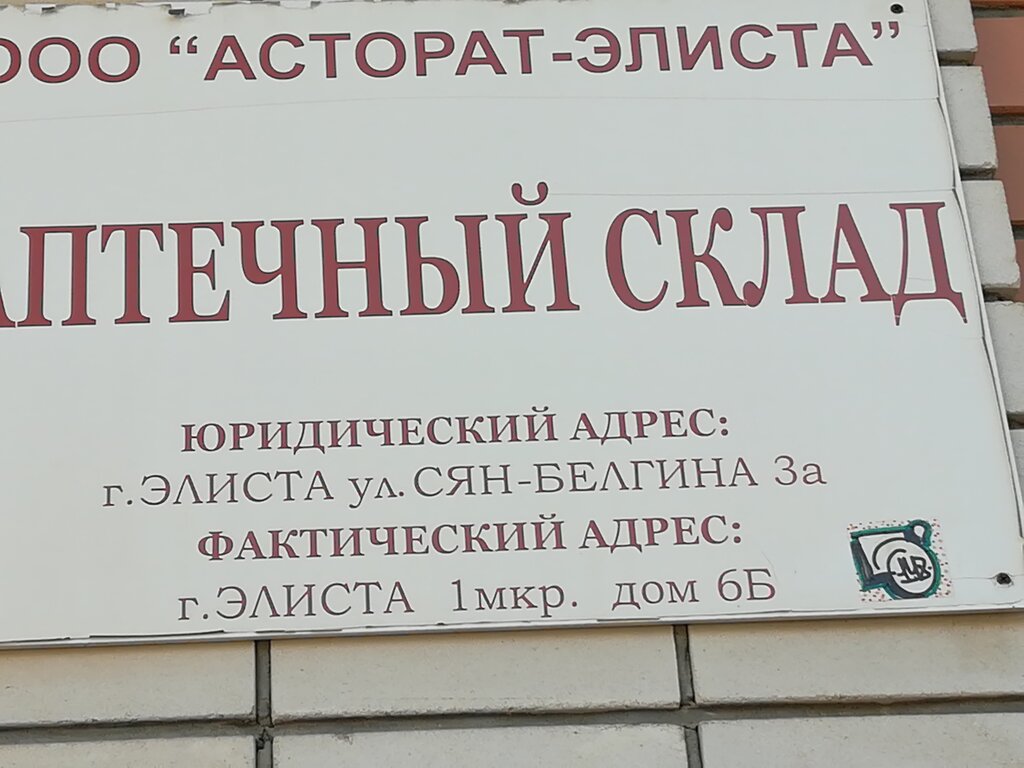 ООО “АСТОРАТ-ЭЛИСТА”
АПТЕЧНЫЙ СКЛАД
ЮРИДИЧЕСКИЙ АДРЕС:
г.ЭЛИСТА ул. СЯН-БЕЛГИНА 3а
ФАКТИЧЕСКИЙ АДРЕС:
г.ЭЛИСТА 1мкр. дом 6Б